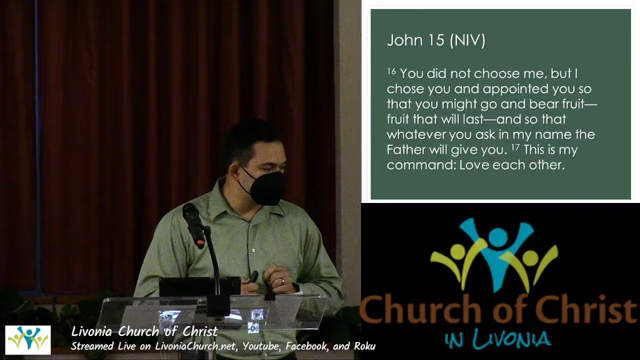 John 15 (NIV)
16 You did not choose me, but I
chose you and appointed you so
that you might go and bear fruit—
fruit that will last—and so that
whatever you ask in my name the
Father will give you. 17 This is my
command: Love each other.
Church of Christ
IN LIVONIA
Livonia Church of Christ
Streamed Live on LivoniaChurch.net, Youtube, Facebook, and Roku